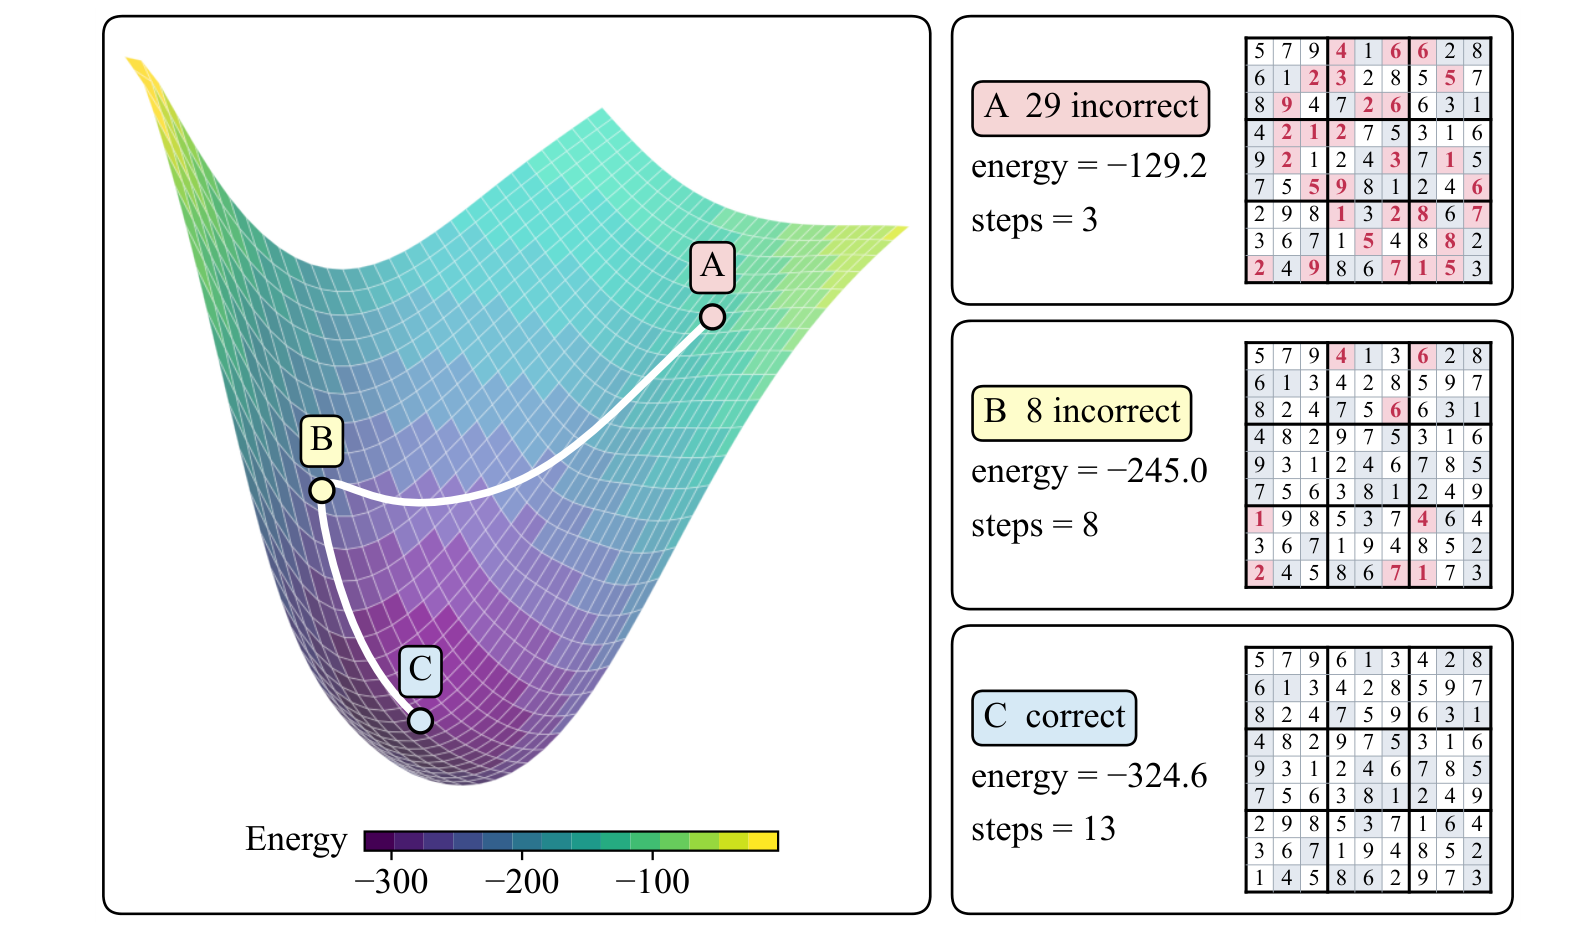 A
B
C
Energy
−300 −200 −100
A 29 incorrect
energy = −129.2
steps = 3
5 7 9 4 1 6 6 2 8
6 1 2 3 2 8 5 5 7
8 9 4 7 2 6 6 3 1
4 2 1 2 7 5 3 1 6
9 2 1 2 4 3 7 1 5
7 5 5 9 8 1 2 4 6
2 9 8 1 3 2 8 6 7
3 6 7 1 5 4 8 8 2
2 4 9 8 6 7 1 5 3
B 8 incorrect
energy = −245.0
steps = 8
5 7 9 4 1 3 6 2 8
6 1 3 4 2 8 5 9 7
8 2 4 7 5 6 6 3 1
4 8 2 9 7 5 3 1 6
9 3 1 2 4 6 7 8 5
7 5 6 3 8 1 2 4 9
1 9 8 5 3 7 4 6 4
3 6 7 1 9 4 8 5 2
2 4 5 8 6 7 1 7 3
C correct
energy = −324.6
steps = 13
5 7 9 6 1 3 4 2 8
6 1 3 4 2 8 5 9 7
8 2 4 7 5 9 6 3 1
4 8 2 9 7 5 3 1 6
9 3 1 2 4 6 7 8 5
7 5 6 3 8 1 2 4 9
2 9 8 5 3 7 1 6 4
3 6 7 1 9 4 8 5 2
1 4 5 8 6 2 9 7 3